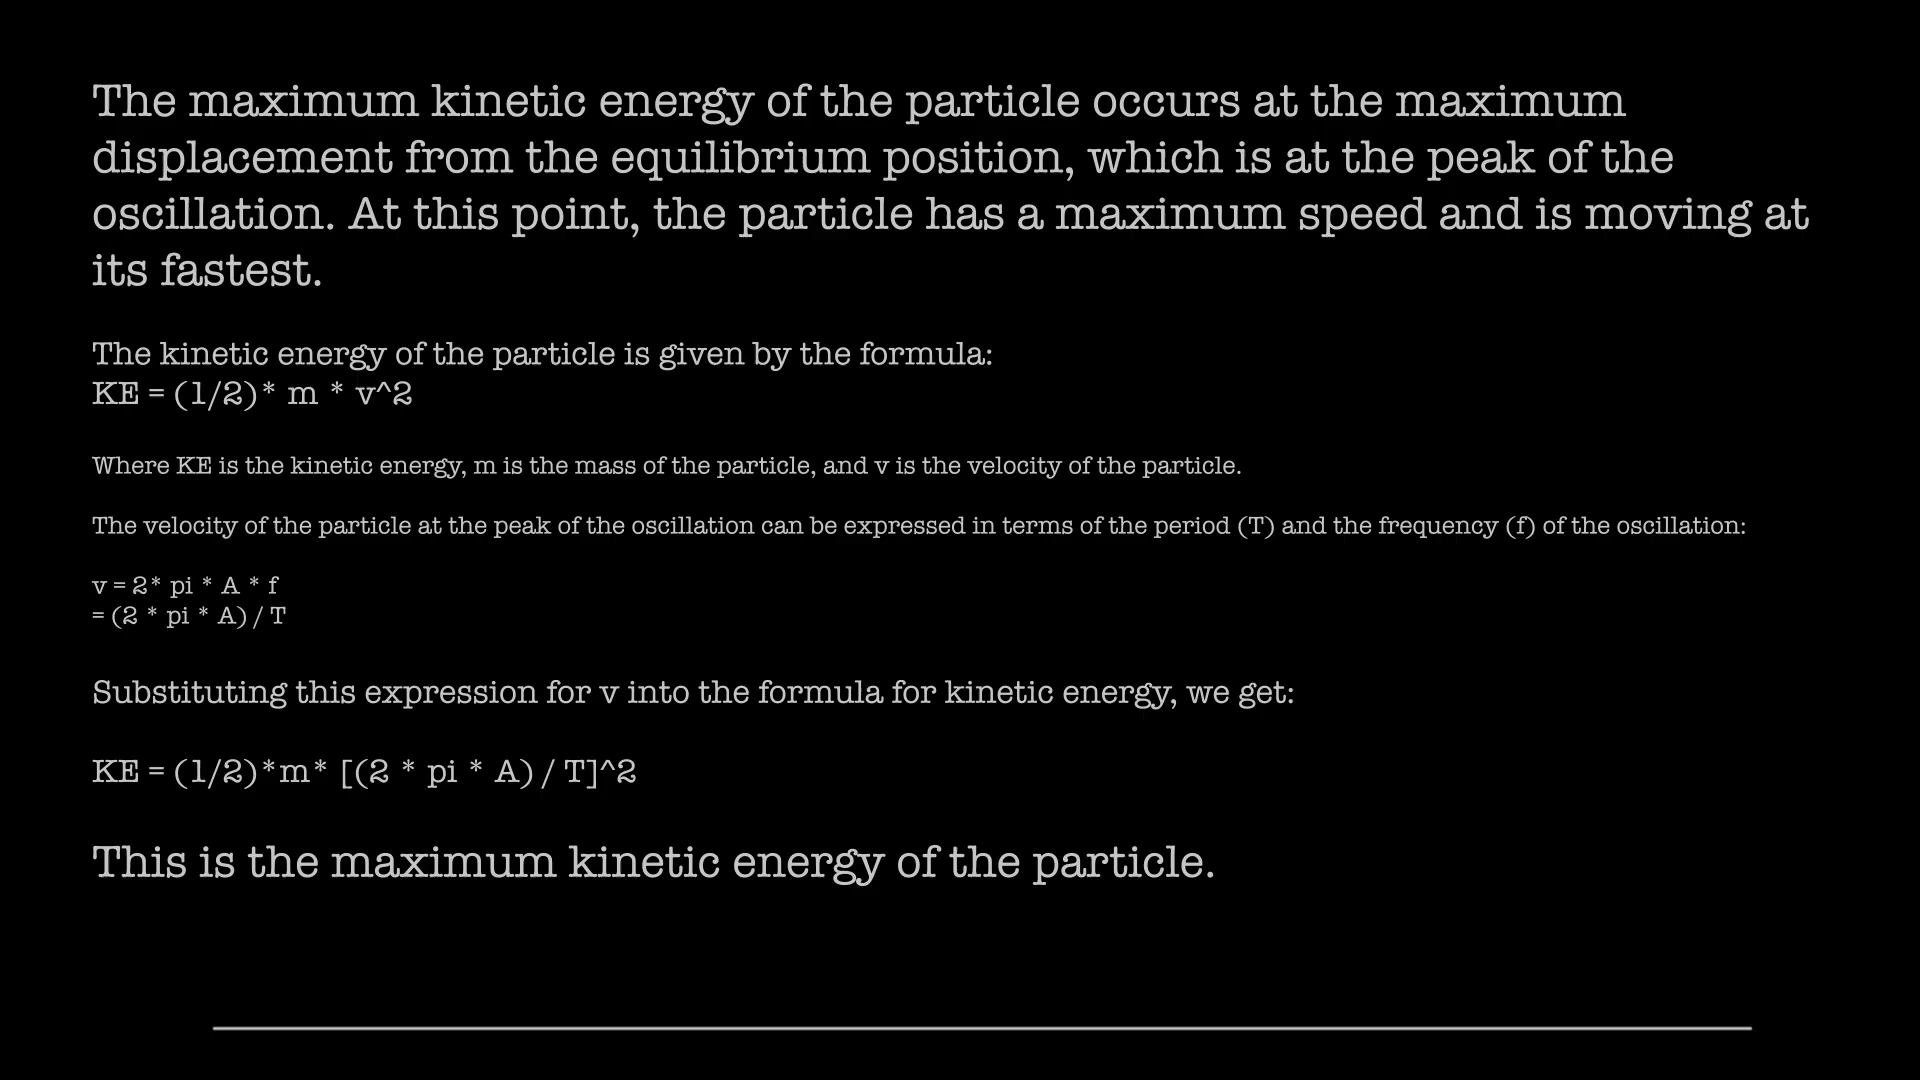 The maximum kinetic energy of the particle occurs at the maximum
displacement from the equilibrium position, which is at the peak of the
oscillation. At this point, the particle has a maximum speed and is moving at
its fastest.
The kinetic energy of the particle is given by the formula:
KE = (1/2)* m * v^2
Where KE is the kinetic energy, m is the mass of the particle, and v is the velocity of the particle.
The velocity of the particle at the peak of the oscillation can be expressed in terms of the period (T) and the frequency (f) of the oscillation:
v = 2* pi * A * f
= (2 * pi * A) / T
Substituting this expression for v into the formula for kinetic energy, we get:
KE = (1/2)*m* [(2 * pi * A) / T]^2
This is the maximum kinetic energy of the particle.